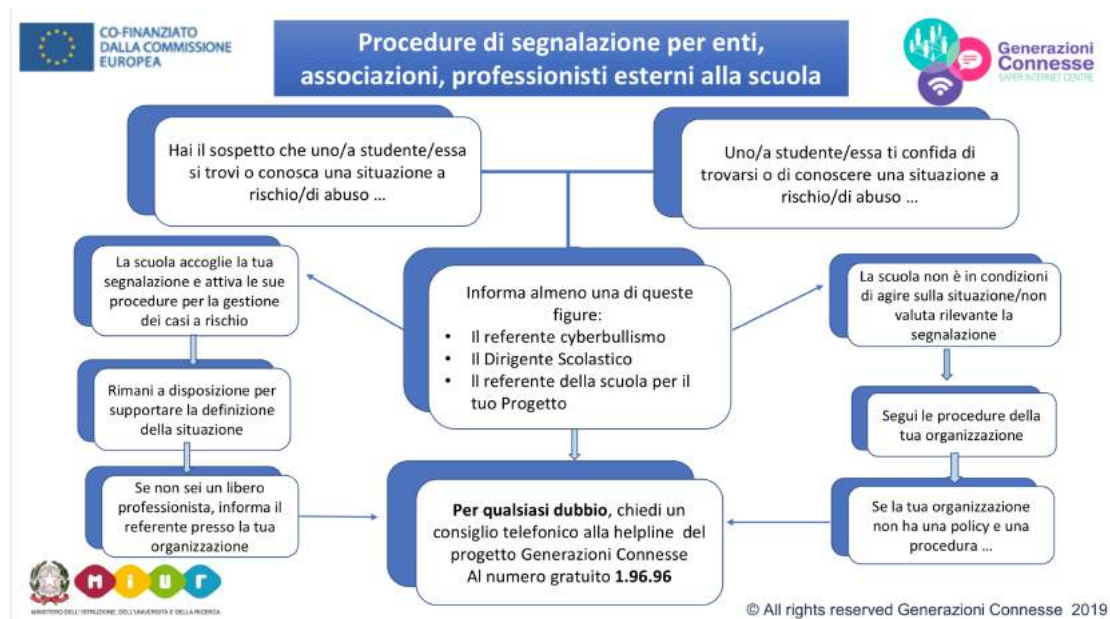 CO-FINANZIATO
DALLA COMMISSIONE
EUROPEA
Procedure di segnalazione per enti,
associazioni, professionisti esterni alla scuola
Generazioni
Connesse
SAFER INTERNET CENTRE
Hai il sospetto che uno/a studente/essa
si trovi o conosca una situazione a
rischio/di abuso ...
Uno/a studente/essa ti confida di
trovarsi o di conoscere una situazione a
rischio/di abuso ...
La scuola accoglie la tua
segnalazione e attiva le sue
procedure per la gestione
dei casi a rischio
Informa almeno una di queste
figure:
• Il referente cyberbullismo
• Il Dirigente Scolastico
• Il referente della scuola per il
tuo Progetto
La scuola non è in condizioni
di agire sulla situazione/non
valuta rilevante la
segnalazione
Rimani a disposizione per
supportare la definizione
della situazione
Segui le procedure della
tua organizzazione
Se non sei un libero
professionista, informa il
referente presso la tua
organizzazione
Per qualsiasi dubbio, chiedi un
consiglio telefonico alla helpline del
progetto Generazioni Connesse
Al numero gratuito 1.96.96
Se la tua organizzazione
non ha una policy e una
procedura ...
miur
MINISTERO DELL'ISTRUZIONE, DELL'UNIVERSITÀ E DELLA RICERCA
© All rights reserved Generazioni Connesse 2019